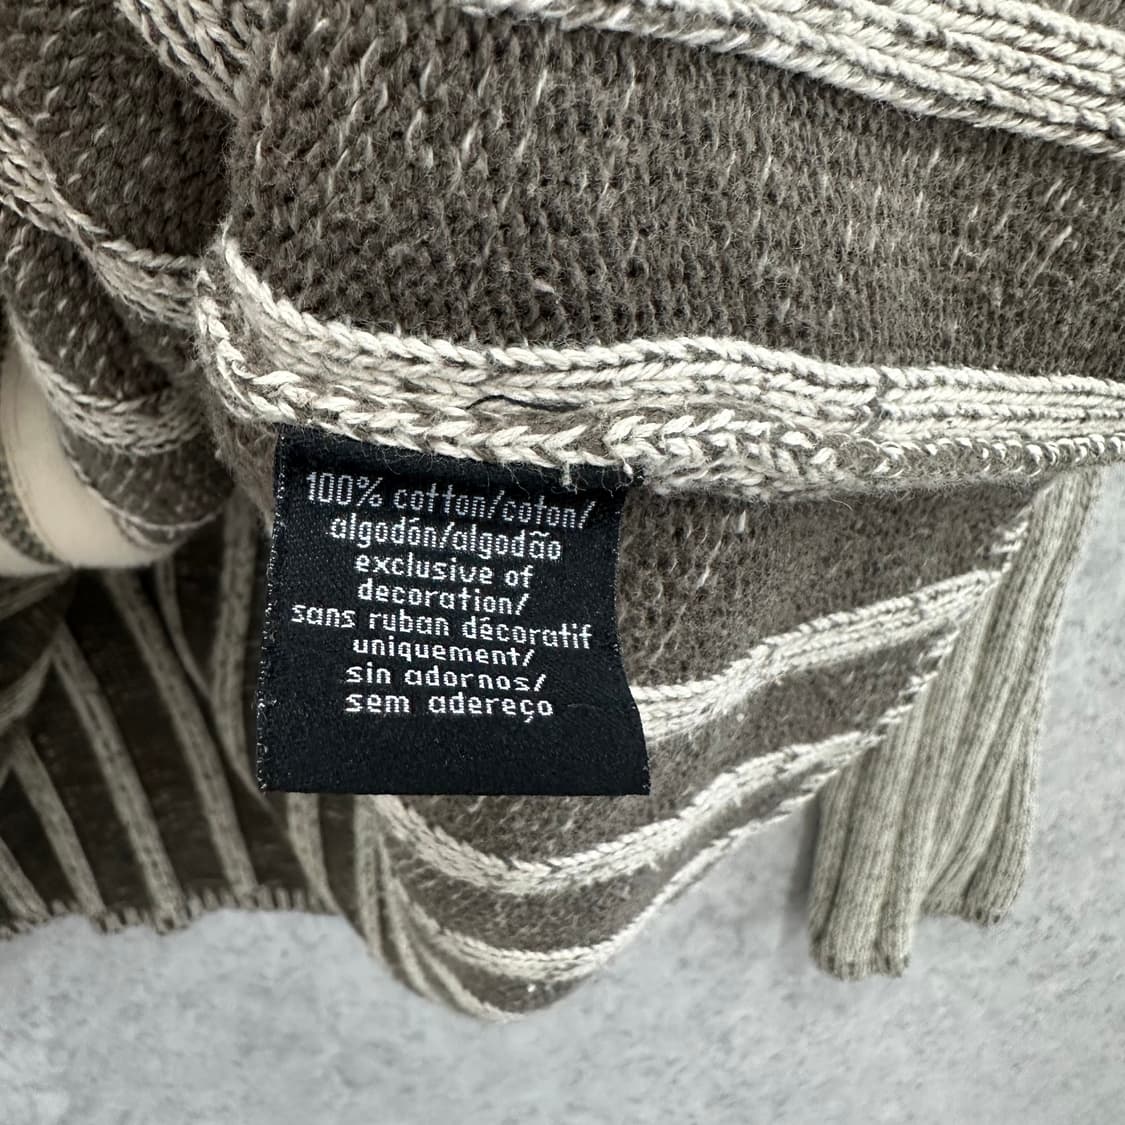 100% cotton/coton/
algodón/algodão
exclusive of
decoration/
sans ruban décoratif
uniquement/
sin adornos/
sem adereço